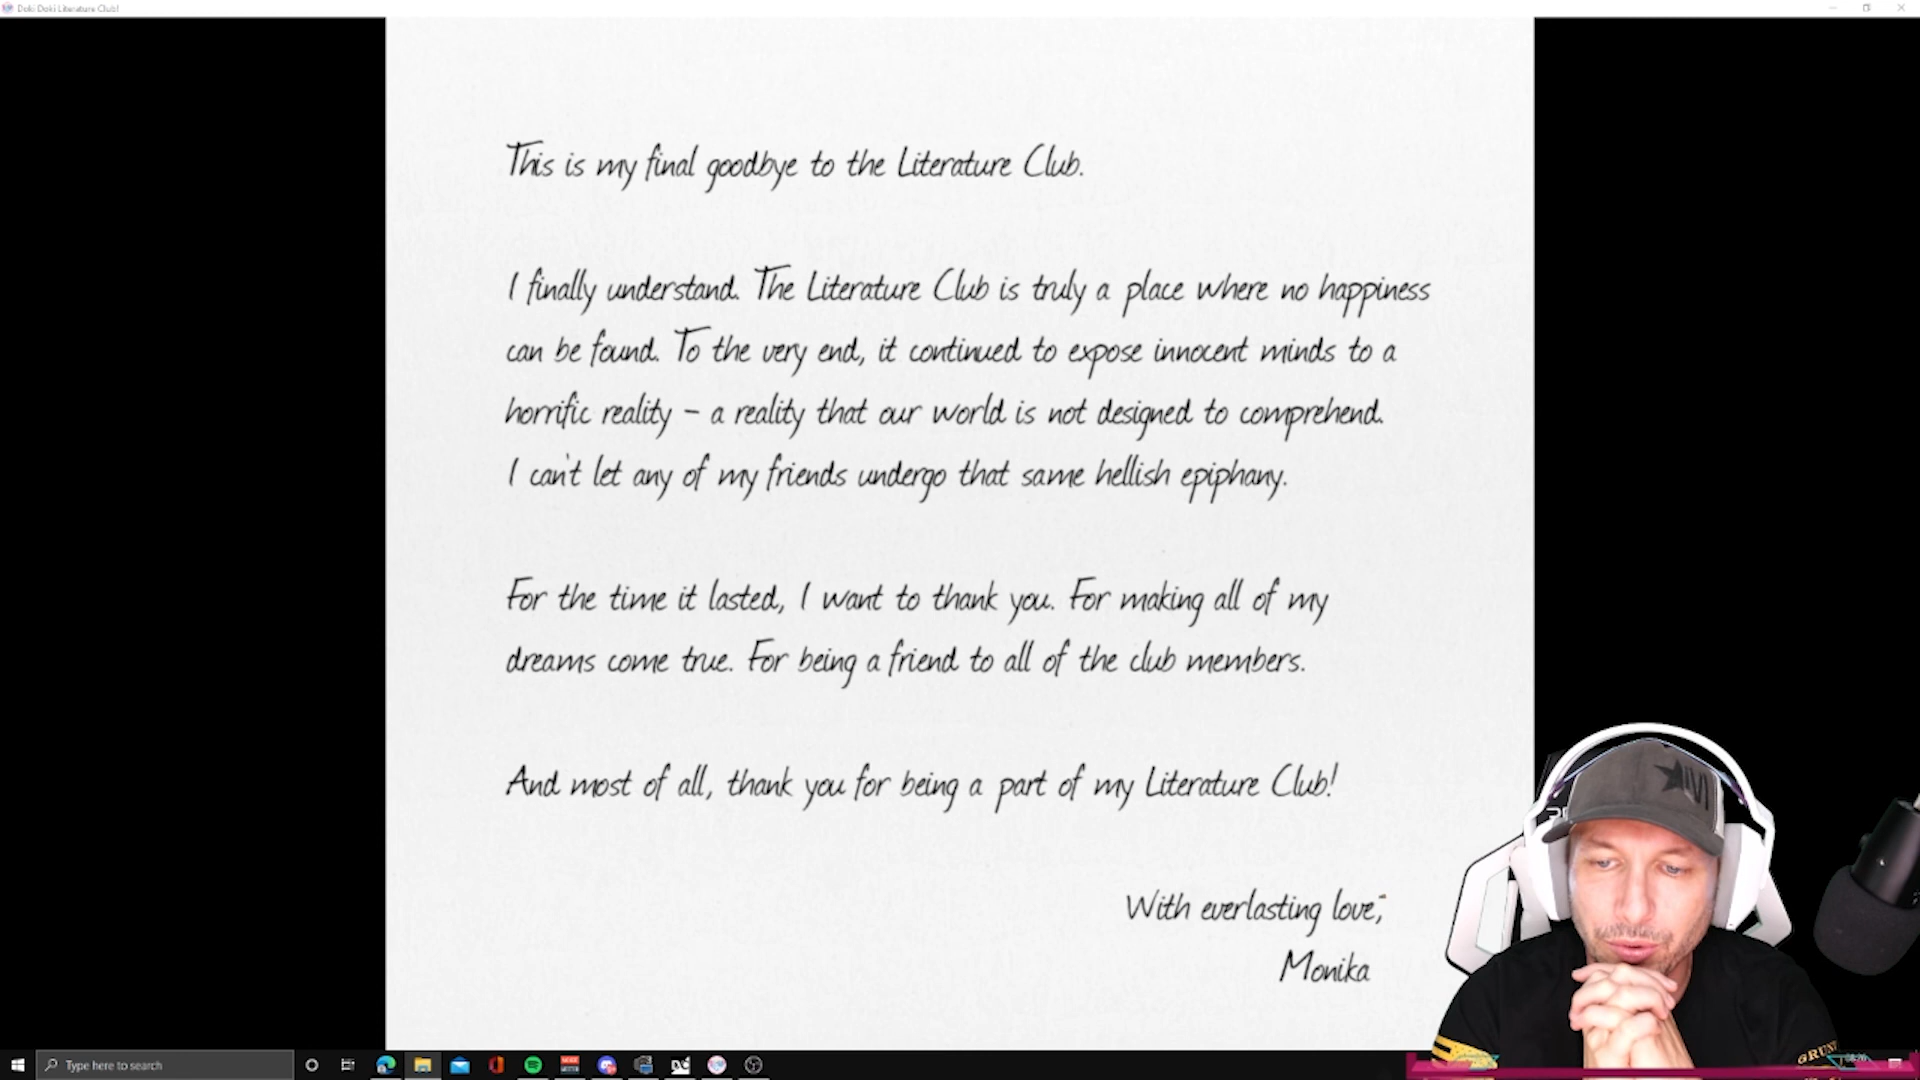 Doki Doki Literature Club!
This is my final goodbye to the Literature Club.
I finally understand. The Literature Club is truly a place where no happiness
can be found. To the very end, it continued to expose innocent minds to a
horrific reality – a reality that our world is not designed to comprehend.
I can't let any of my friends undergo that same hellish epiphany.
For the time it lasted, I want to thank you. For making all of my
dreams come true. For being a friend to all of the club members.
And most of all, thank you for being a part of my Literature Club!
With everlasting love,
Monika
Type here to search